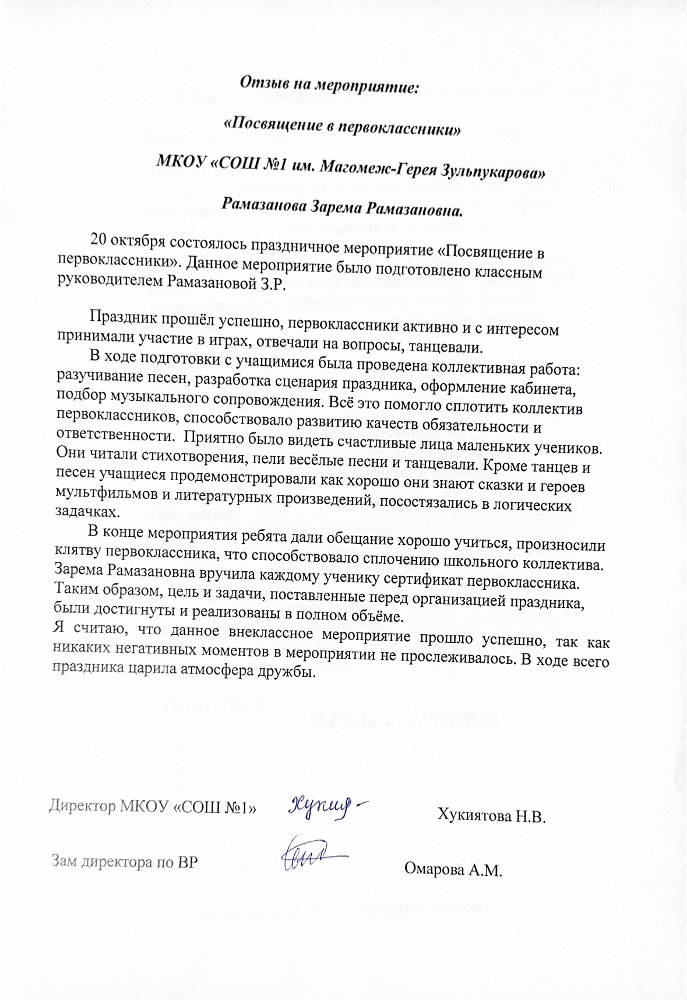 Отзыв на мероприятие:
«Посвящение в первоклассники»
МКОУ «СОШ №1 им. Магомеж-Герея Зульпукарова»
Рамазанова Зарема Рамазановна.
20 октября состоялось праздничное мероприятие «Посвящение в
первоклассники». Данное мероприятие было подготовлено классным
руководителем Рамазановой З.Р.
Праздник прошёл успешно, первоклассники активно и с интересом
принимали участие в играх, отвечали на вопросы, танцевали.
В ходе подготовки с учащимися была проведена коллективная работа:
разучивание песен, разработка сценария праздника, оформление кабинета,
подбор музыкального сопровождения. Всё это помогло сплотить коллектив
первоклассников, способствовало развитию качеств обязательности и
ответственности. Приятно было видеть счастливые лица маленьких учеников.
Они читали стихотворения, пели весёлые песни и танцевали. Кроме танцев и
песен учащиеся продемонстрировали как хорошо они знают сказки и героев
мультфильмов и литературных произведений, посостязались в логических
задачках.
В конце мероприятия ребята дали обещание хорошо учиться, произносили
клятву первоклассника, что способствовало сплочению школьного коллектива.
Зарема Рамазановна вручила каждому ученику сертификат первоклассника.
Таким образом, цель и задачи, поставленные перед организацией праздника,
были достигнуты и реализованы в полном объёме.
Я считаю, что данное внеклассное мероприятие прошло успешно, так как
никаких негативных моментов в мероприятии не прослеживалось. В ходе всего
праздника царила атмосфера дружбы.
Директор МКОУ «СОШ №1» Хукиятова Н.В.
Зам директора по ВР Омарова А.М.